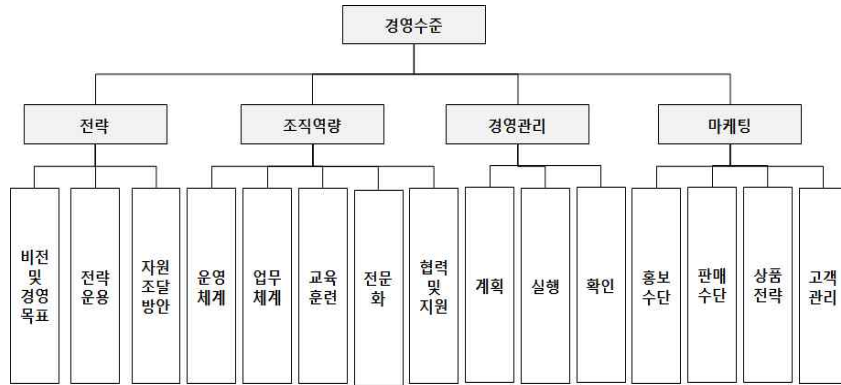 경영수준
전략
조직역량
경영관리
마케팅
비전
및
경영
목표
전략
운용
자원
조달
방안
운영
체계
업무
체계
교육
훈련
전문
화
협력
및
지원
계획
실행
확인
홍보
수단
판매
수단
상품
전략
고객
관리